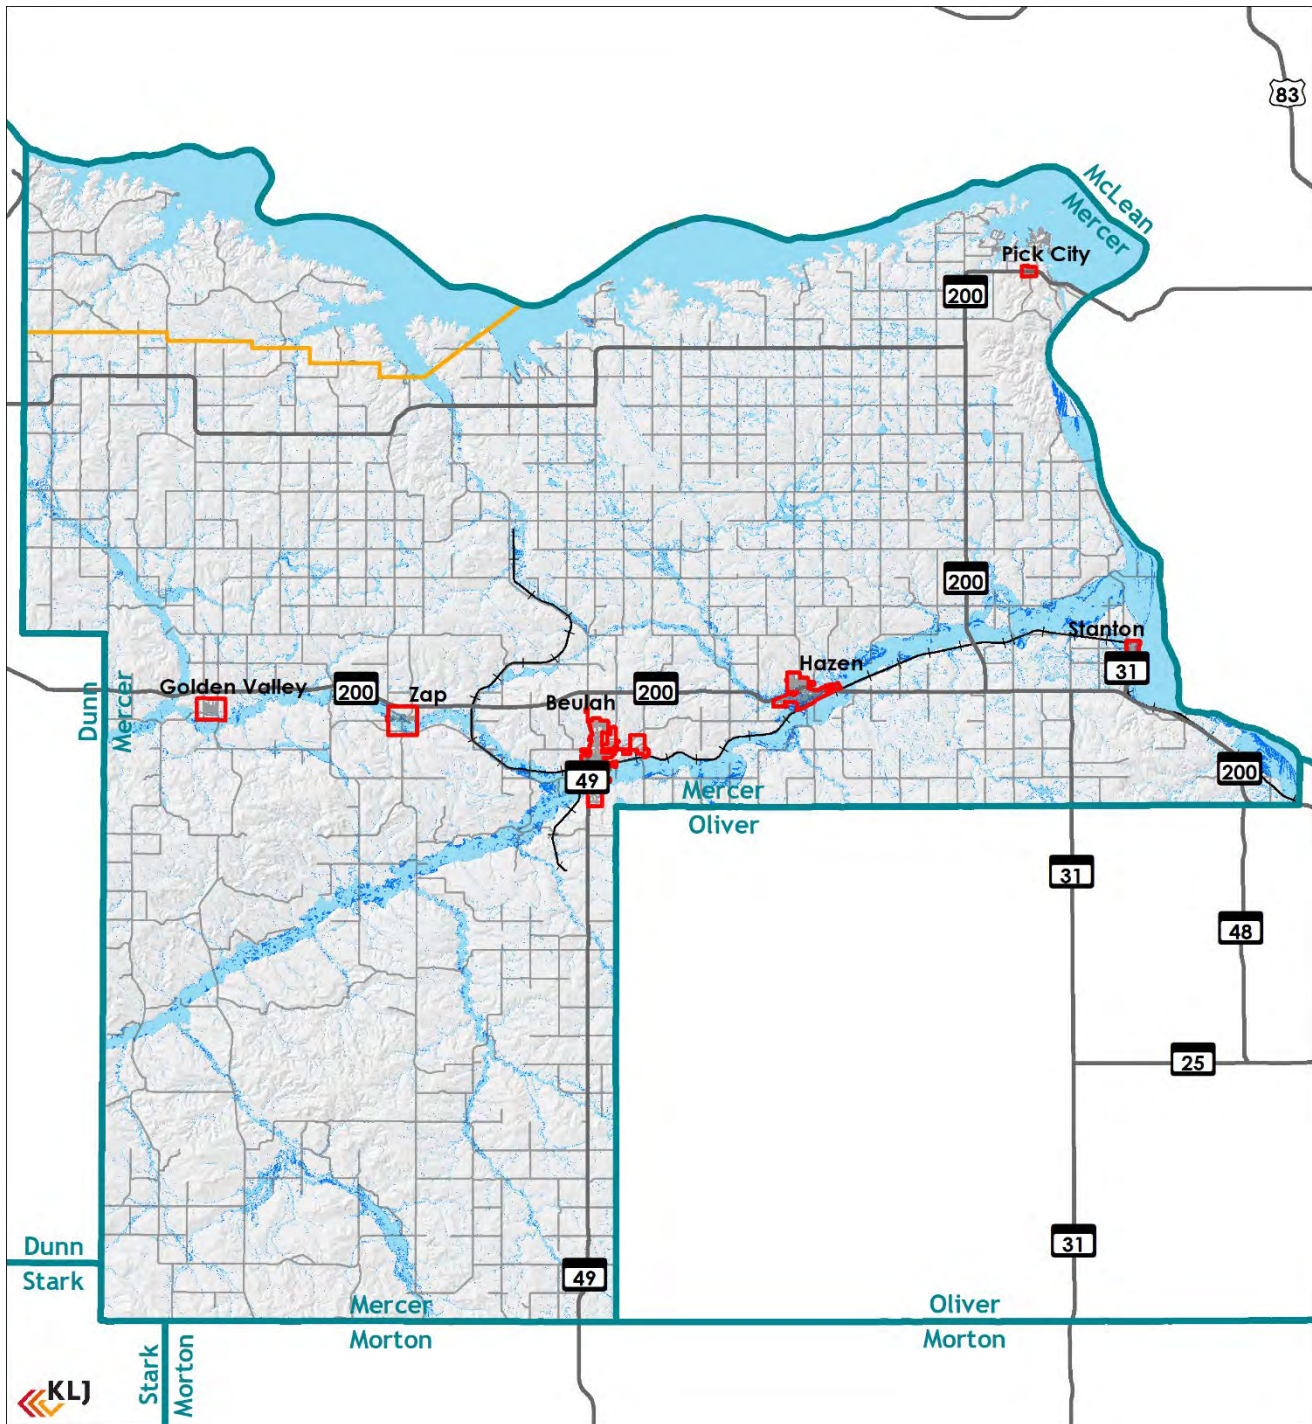 83
McLean
Mercer
Pick City
200
200
Stanton
31
Hazen
Golden Valley
200
Zap
200
Beulah
Dunn
Mercer
49
200
Mercer
Oliver
31
48
25
31
Dunn
Stark
49
Mercer
Morton
Oliver
Morton
Stark
Morton
KLJ